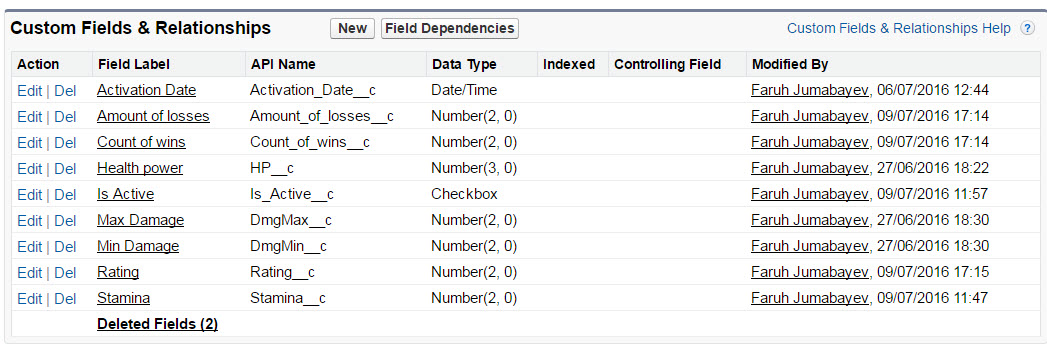 Custom Fields & Relationships New Field Dependencies Custom Fields & Relationships Help ?
Action Field Label API Name Data Type Indexed Controlling Field Modified By
Edit | Del Activation Date Activation_Date__c Date/Time Faruh Jumabayev, 06/07/2016 12:44
Edit | Del Amount of losses Amount_of_losses__c Number(2, 0) Faruh Jumabayev, 09/07/2016 17:14
Edit | Del Count of wins Count_of_wins__c Number(2, 0) Faruh Jumabayev, 09/07/2016 17:14
Edit | Del Health power HP__c Number(3, 0) Faruh Jumabayev, 27/06/2016 18:22
Edit | Del Is Active Is_Active__c Checkbox Faruh Jumabayev, 09/07/2016 11:57
Edit | Del Max Damage DmgMax__c Number(2, 0) Faruh Jumabayev, 27/06/2016 18:30
Edit | Del Min Damage DmgMin__c Number(2, 0) Faruh Jumabayev, 27/06/2016 18:30
Edit | Del Rating Rating__c Number(2, 0) Faruh Jumabayev, 09/07/2016 17:15
Edit | Del Stamina Stamina__c Number(2, 0) Faruh Jumabayev, 09/07/2016 11:47
Deleted Fields (2)